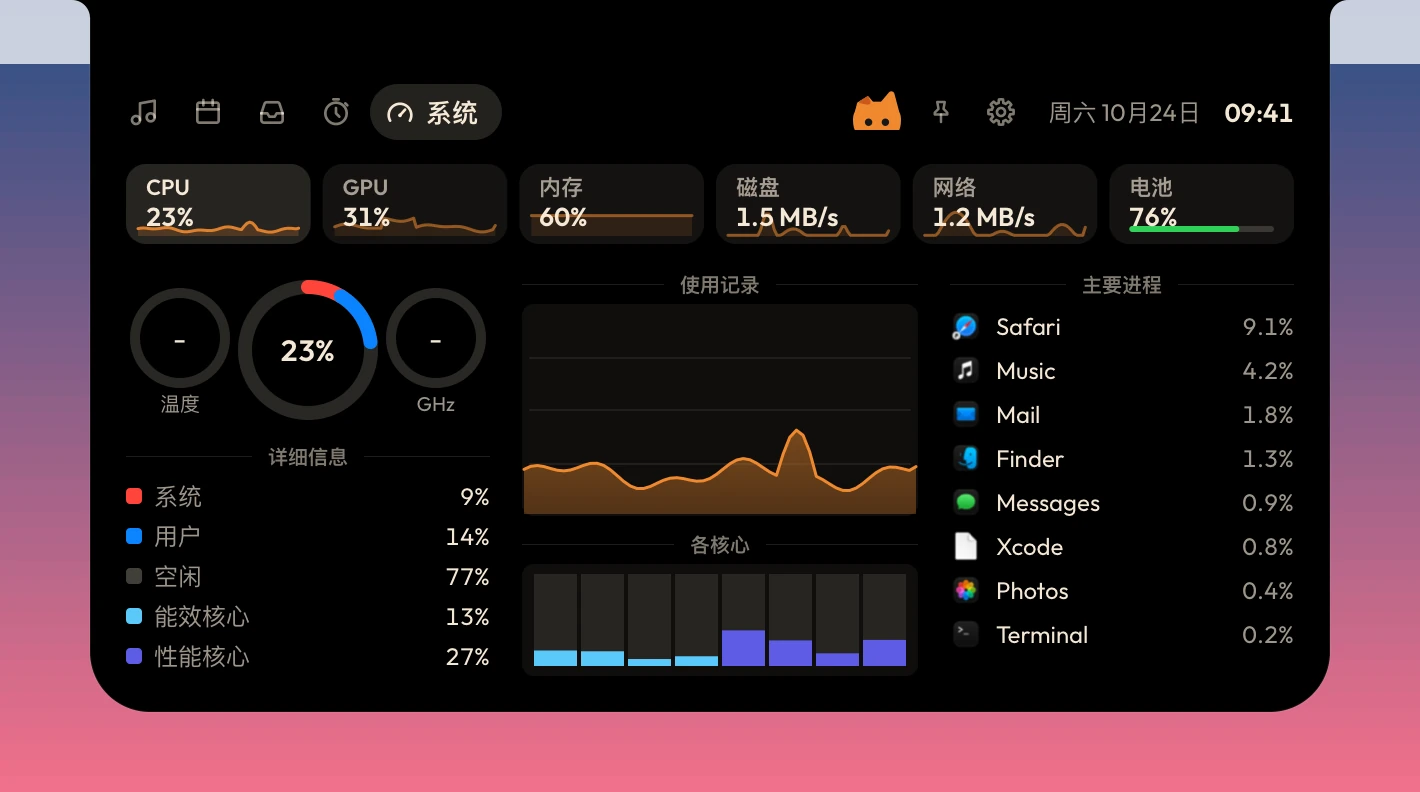 系统
周六 10月24日
09:41
CPU
23%
GPU
31%
内存
60%
磁盘
1.5 MB/s
网络
1.2 MB/s
电池
76%
-
温度
23%
-
GHz
详细信息
系统 9%
用户 14%
空闲 77%
能效核心 13%
性能核心 27%
使用记录
各核心
主要进程
Safari 9.1%
Music 4.2%
Mail 1.8%
Finder 1.3%
Messages 0.9%
Xcode 0.8%
Photos 0.4%
Terminal 0.2%